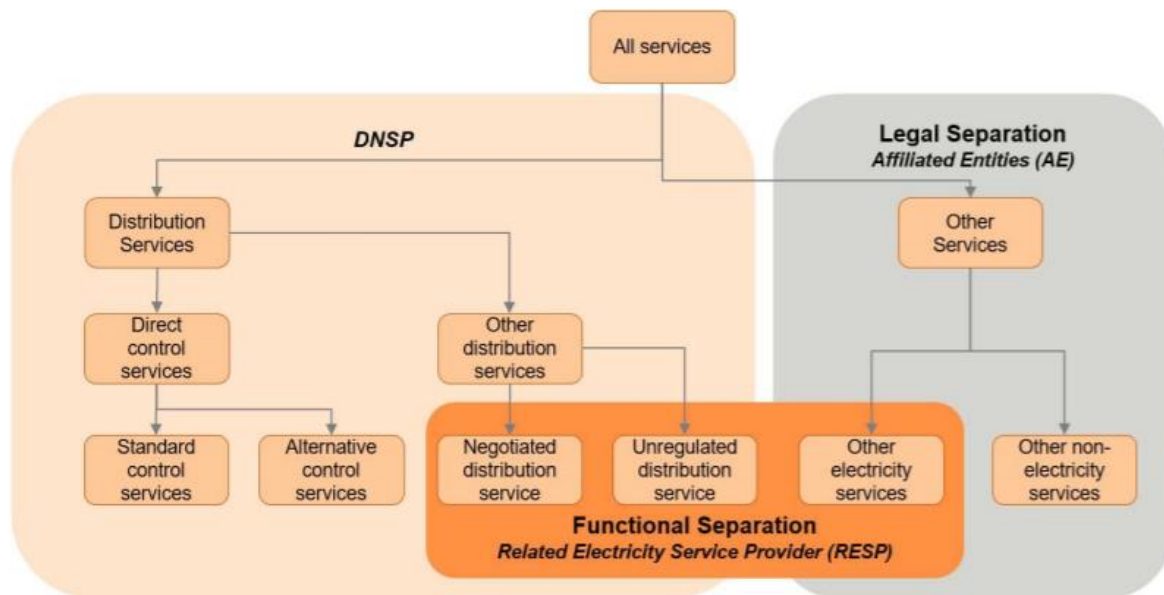 All services
DNSP
Legal Separation
Affiliated Entities (AE)
Distribution
Services
Other
Services
Direct
control
services
Other
distribution
services
Standard
control
services
Alternative
control
services
Negotiated
distribution
service
Unregulated
distribution
service
Other
electricity
services
Other non-
electricity
services
Functional Separation
Related Electricity Service Provider (RESP)